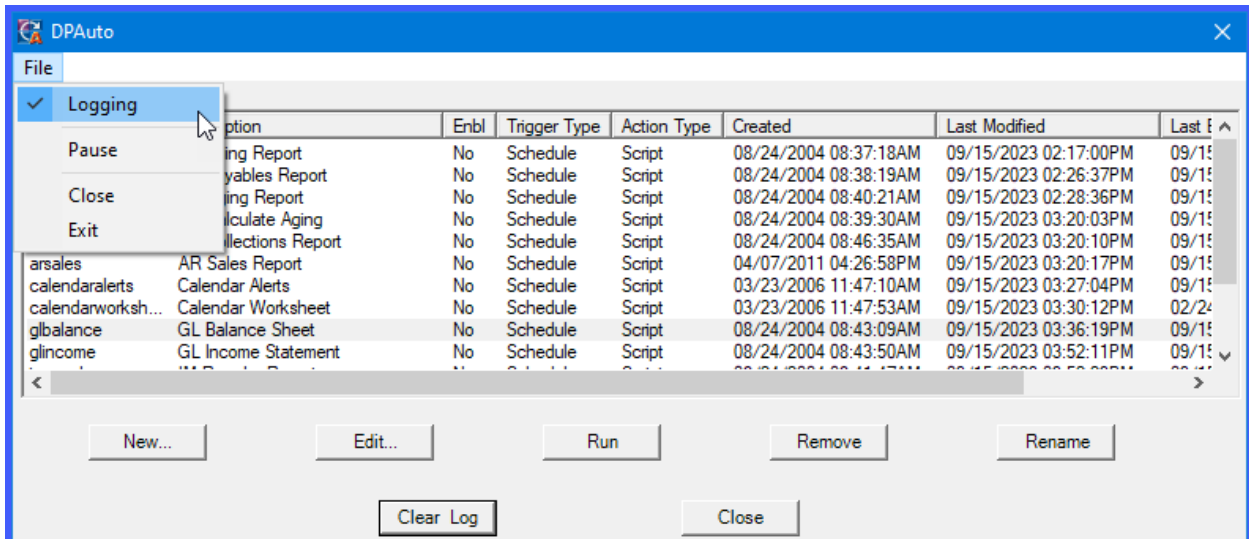 DPAuto
File
Logging
Pause
Close
Exit
ption Enbl Trigger Type Action Type Created Last Modified Last E
ing Report No Schedule Script 08/24/2004 08:37:18AM 09/15/2023 02:17:00PM 09/15
yables Report No Schedule Script 08/24/2004 08:38:19AM 09/15/2023 02:26:37PM 09/15
ing Report No Schedule Script 08/24/2004 08:40:21AM 09/15/2023 02:28:36PM 09/15
lculate Aging No Schedule Script 08/24/2004 08:39:30AM 09/15/2023 03:20:03PM 09/15
llections Report No Schedule Script 08/24/2004 08:46:35AM 09/15/2023 03:20:10PM 09/15
arsales AR Sales Report No Schedule Script 04/07/2011 04:26:58PM 09/15/2023 03:20:17PM 09/15
calendaralerts Calendar Alerts No Schedule Script 03/23/2006 11:47:10AM 09/15/2023 03:27:04PM 09/15
calendarworksh... Calendar Worksheet No Schedule Script 03/23/2006 11:47:53AM 09/15/2023 03:30:12PM 02/24
glbalance GL Balance Sheet No Schedule Script 08/24/2004 08:43:09AM 09/15/2023 03:36:19PM 09/15
glincome GL Income Statement No Schedule Script 08/24/2004 08:43:50AM 09/15/2023 03:52:11PM 09/15
New... Edit... Run Remove Rename
Clear Log Close